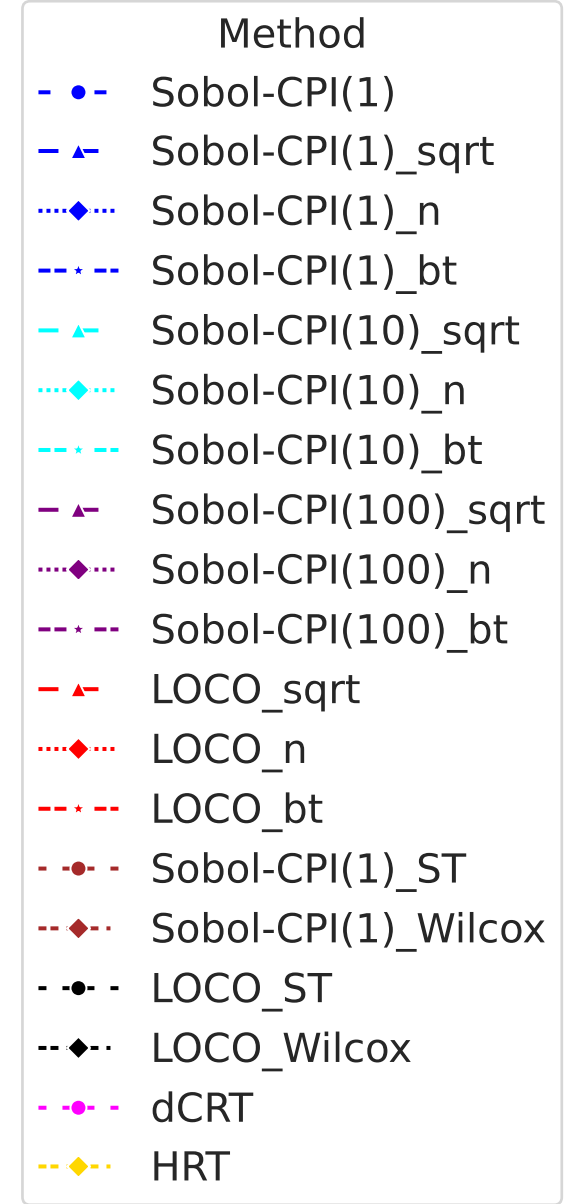 Method
Sobol-CPI(1)
Sobol-CPI(1)_sqrt
Sobol-CPI(1)_n
Sobol-CPI(1)_bt
Sobol-CPI(10)_sqrt
Sobol-CPI(10)_n
Sobol-CPI(10)_bt
Sobol-CPI(100)_sqrt
Sobol-CPI(100)_n
Sobol-CPI(100)_bt
LOCO_sqrt
LOCO_n
LOCO_bt
Sobol-CPI(1)_ST
Sobol-CPI(1)_Wilcox
LOCO_ST
LOCO_Wilcox
dCRT
HRT